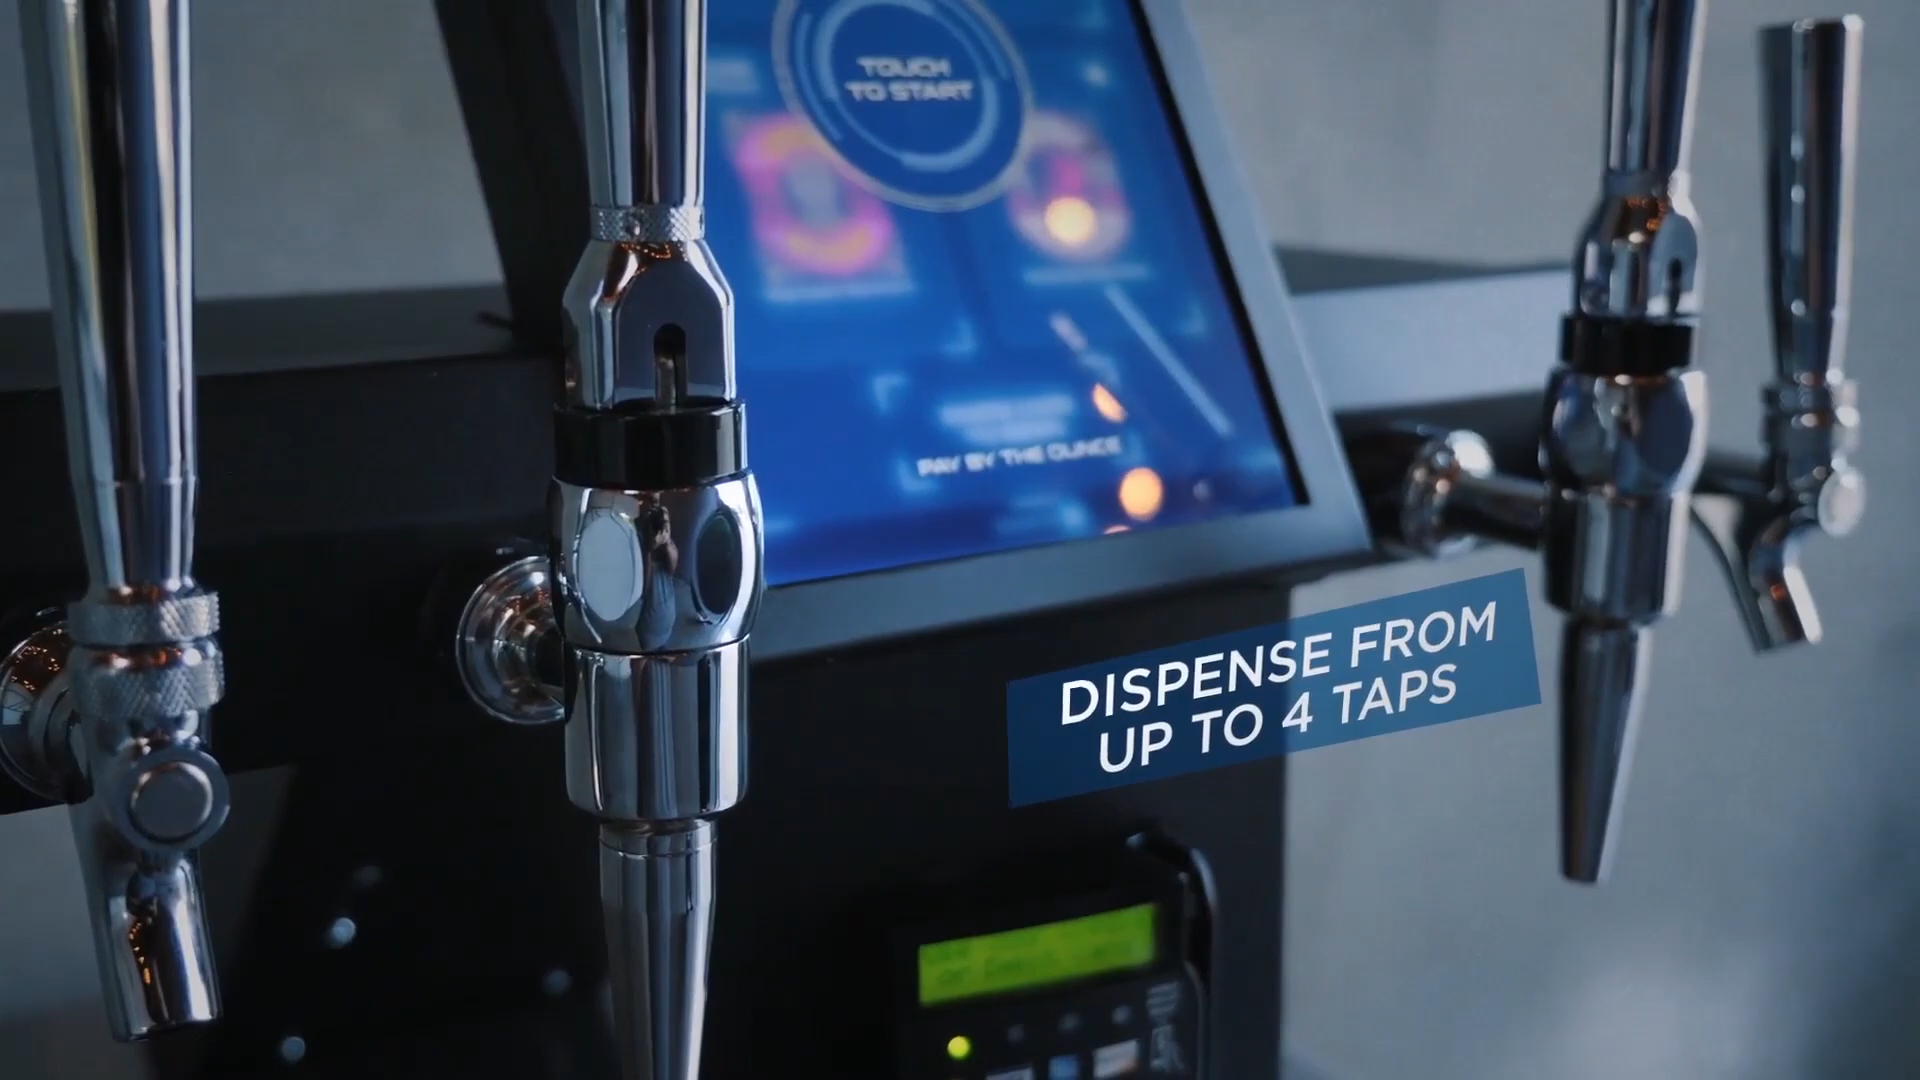 TOUCH
TO START
PAY BY THE OUNCE
DISPENSE FROM
UP TO 4 TAPS